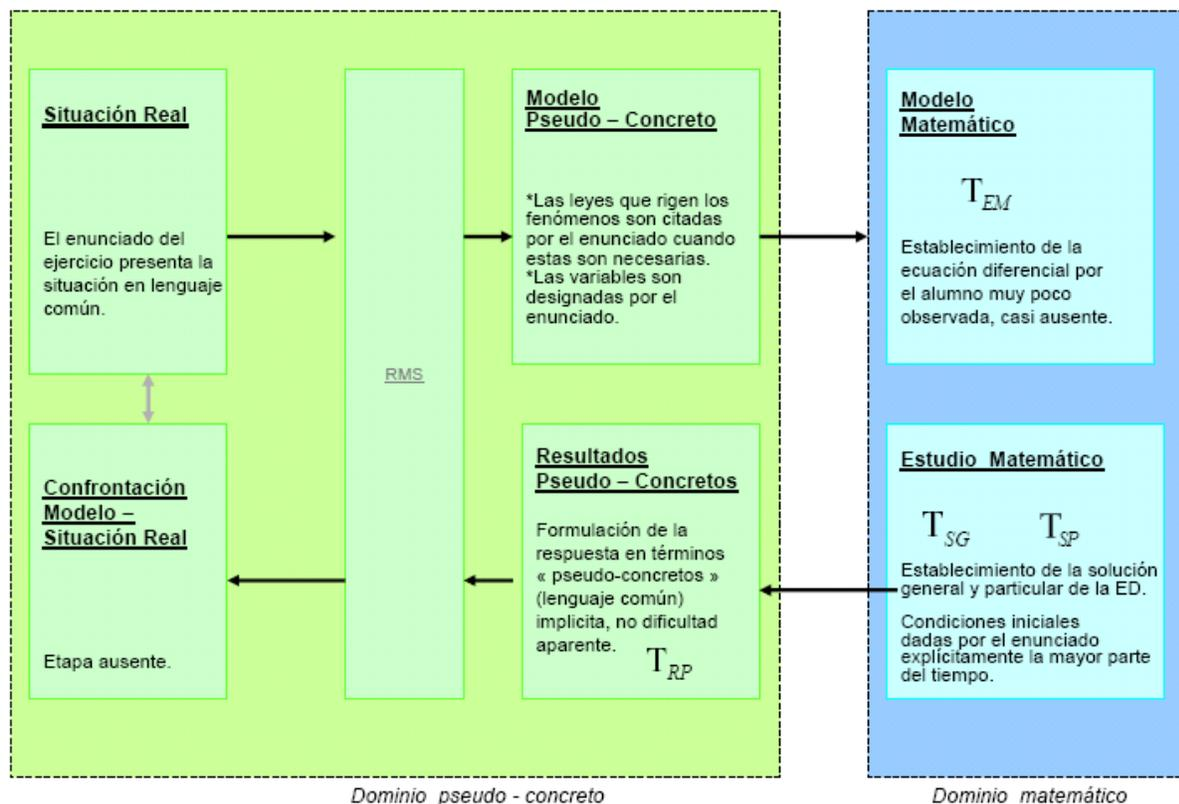 Situación Real
El enunciado del
ejercicio presenta la
situación en lenguaje
común.
RMS
Modelo
Pseudo – Concreto
*Las leyes que rigen los
fenómenos son citadas
por el enunciado cuando
estas son necesarias.
*Las variables son
designadas por el
enunciado.
Modelo
Matemático
T_EM
Establecimiento de la
ecuación diferencial por
el alumno muy poco
observada, casi ausente.
Confrontación
Modelo –
Situación Real
Etapa ausente.
Resultados
Pseudo – Concretos
Formulación de la
respuesta en términos
« pseudo-concretos »
(lenguaje común)
implicita, no dificultad
aparente.
T_RP
Estudio Matemático
T_SG T_SP
Establecimiento de la solución
general y particular de la ED.
Condiciones iniciales
dadas por el enunciado
explícitamente la mayor parte
del tiempo.
Dominio pseudo - concreto
Dominio matemático